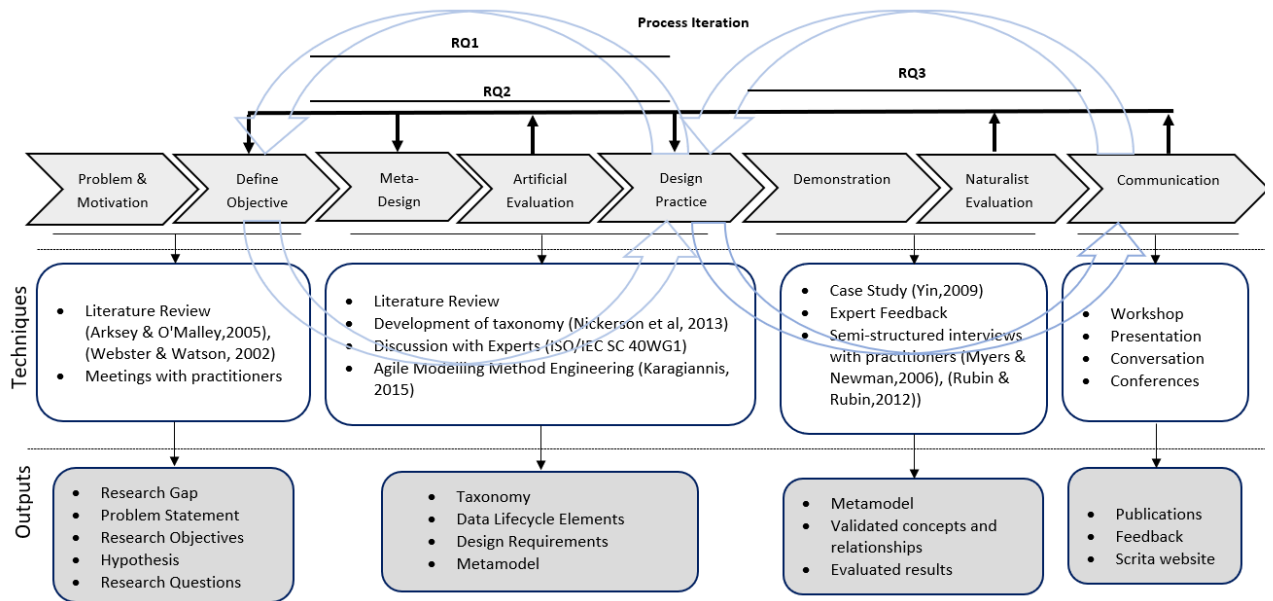 Process Iteration
RQ1
RQ2
RQ3
Problem &
Motivation
Define
Objective
Meta-
Design
Artificial
Evaluation
Design
Practice
Demonstration
Naturalist
Evaluation
Communication
Techniques
• Literature Review
(Arksey & O'Malley,2005),
(Webster & Watson, 2002)
• Meetings with practitioners
• Literature Review
• Development of taxonomy (Nickerson et al, 2013)
• Discussion with Experts (ISO/IEC SC 40WG1)
• Agile Modelling Method Engineering (Karagiannis,
2015)
• Case Study (Yin,2009)
• Expert Feedback
• Semi-structured interviews
with practitioners (Myers &
Newman,2006), (Rubin &
Rubin,2012))
• Workshop
• Presentation
• Conversation
• Conferences
Outputs
• Research Gap
• Problem Statement
• Research Objectives
• Hypothesis
• Research Questions
• Taxonomy
• Data Lifecycle Elements
• Design Requirements
• Metamodel
• Metamodel
• Validated concepts and
relationships
• Evaluated results
• Publications
• Feedback
• Scrita website